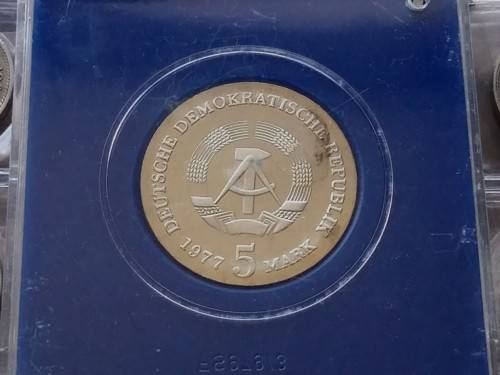 DEUTSCHE DEMOKRATISCHE REPUBLIK
1977 5 MARK